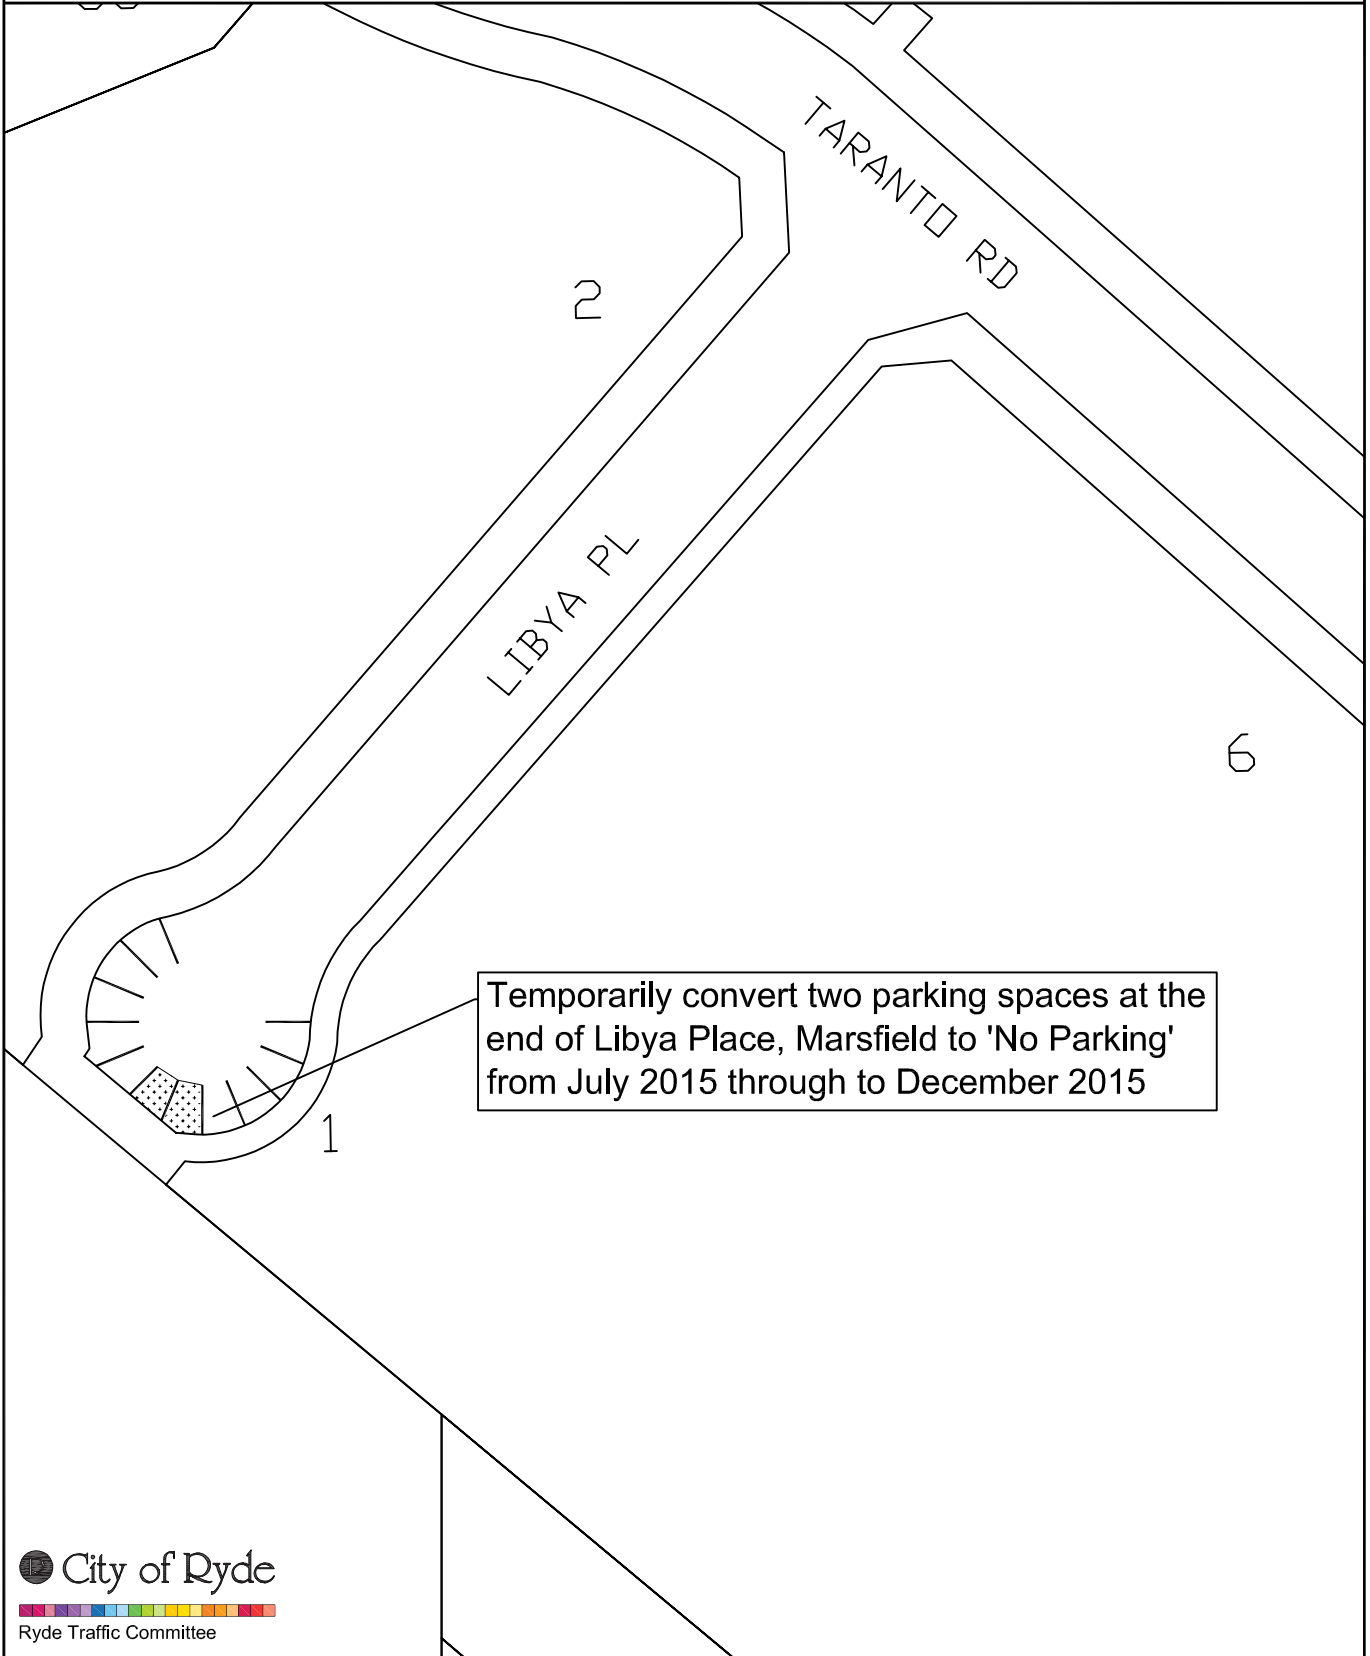 TARANTO RD
2
LIBYA PL
6
Temporarily convert two parking spaces at the
end of Libya Place, Marsfield to 'No Parking'
from July 2015 through to December 2015
1
City of Ryde
Ryde Traffic Committee